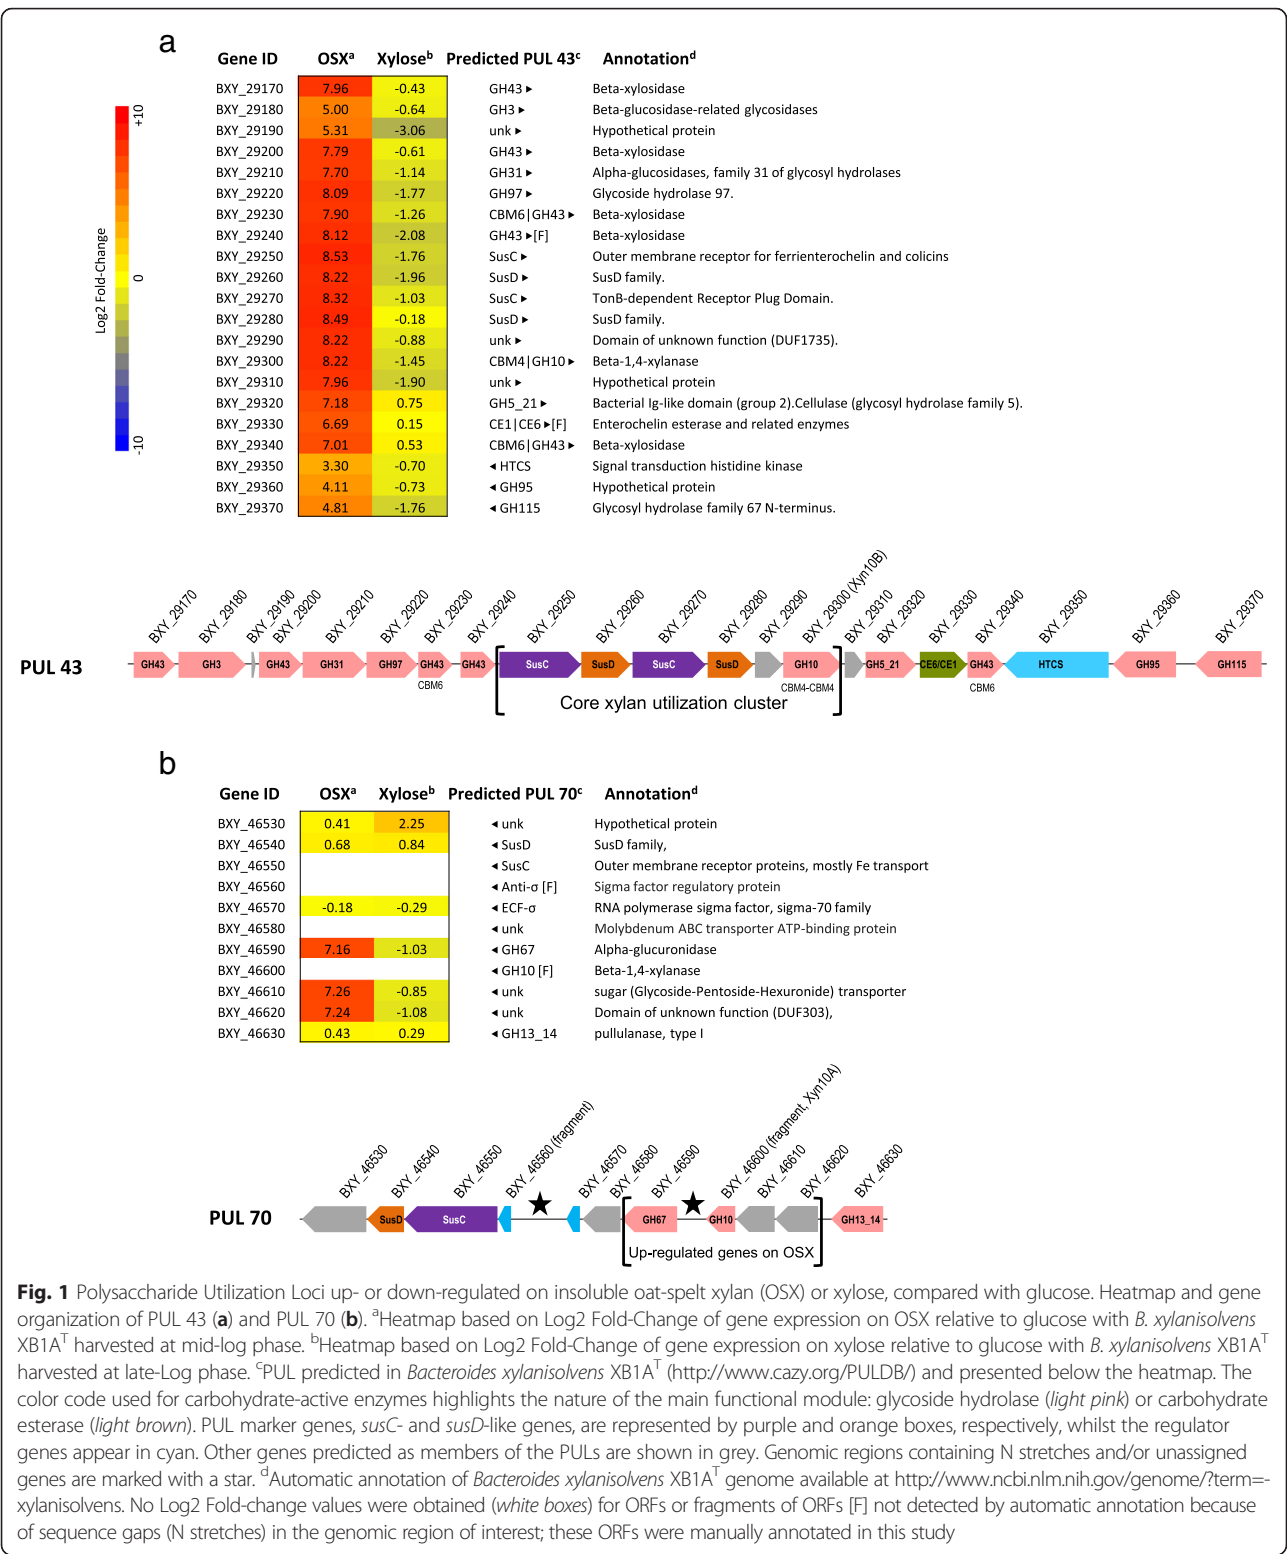 a
Gene ID OSXa Xyloseb Predicted PUL 43c Annotationd
BXY_29170 7.96 -0.43 GH43 ► Beta-xylosidase
BXY_29180 5.00 -0.64 GH3 ► Beta-glucosidase-related glycosidases
BXY_29190 5.31 -3.06 unk ► Hypothetical protein
BXY_29200 7.79 -0.61 GH43 ► Beta-xylosidase
BXY_29210 7.70 -1.14 GH31 ► Alpha-glucosidases, family 31 of glycosyl hydrolases
BXY_29220 8.09 -1.77 GH97 ► Glycoside hydrolase 97.
BXY_29230 7.90 -1.26 CBM6|GH43 ► Beta-xylosidase
BXY_29240 8.12 -2.08 GH43 ►[F] Beta-xylosidase
BXY_29250 8.53 -1.76 SusC ► Outer membrane receptor for ferrienterochelin and colicins
BXY_29260 8.22 -1.96 SusD ► SusD family.
BXY_29270 8.32 -1.03 SusC ► TonB-dependent Receptor Plug Domain.
BXY_29280 8.49 -0.18 SusD ► SusD family.
BXY_29290 8.22 -0.88 unk ► Domain of unknown function (DUF1735).
BXY_29300 8.22 -1.45 CBM4|GH10 ► Beta-1,4-xylanase
BXY_29310 7.96 -1.90 unk ► Hypothetical protein
BXY_29320 7.18 0.75 GH5_21 ► Bacterial Ig-like domain (group 2).Cellulase (glycosyl hydrolase family 5).
BXY_29330 6.69 0.15 CE1|CE6 ►[F] Enterochelin esterase and related enzymes
BXY_29340 7.01 0.53 CBM6|GH43 ► Beta-xylosidase
BXY_29350 3.30 -0.70 ◄ HTCS Signal transduction histidine kinase
BXY_29360 4.11 -0.73 ◄ GH95 Hypothetical protein
BXY_29370 4.81 -1.76 ◄ GH115 Glycosyl hydrolase family 67 N-terminus.
+10
0
-10
Log2 Fold-Change
BXY_29170 BXY_29180 BXY_29190 BXY_29200 BXY_29210 BXY_29220 BXY_29230 BXY_29240 BXY_29250 BXY_29260 BXY_29270 BXY_29280 BXY_29290 BXY_29300 (Xyn10B) BXY_29310 BXY_29320 BXY_29330 BXY_29340 BXY_29350 BXY_29360 BXY_29370
PUL 43 GH43 GH3 GH43 GH31 GH97 GH43 GH43 SusC SusD SusC SusD GH10 GH5_21 CE6/CE1 GH43 HTCS GH95 GH115
CBM6 CBM4-CBM4 CBM6
Core xylan utilization cluster
b
Gene ID OSXa Xyloseb Predicted PUL 70c Annotationd
BXY_46530 0.41 2.25 ◄ unk Hypothetical protein
BXY_46540 0.68 0.84 ◄ SusD SusD family,
BXY_46550 ◄ SusC Outer membrane receptor proteins, mostly Fe transport
BXY_46560 ◄ Anti-σ [F] Sigma factor regulatory protein
BXY_46570 -0.18 -0.29 ◄ ECF-σ RNA polymerase sigma factor, sigma-70 family
BXY_46580 ◄ unk Molybdenum ABC transporter ATP-binding protein
BXY_46590 7.16 -1.03 ◄ GH67 Alpha-glucuronidase
BXY_46600 ◄ GH10 [F] Beta-1,4-xylanase
BXY_46610 7.26 -0.85 ◄ unk sugar (Glycoside-Pentoside-Hexuronide) transporter
BXY_46620 7.24 -1.08 ◄ unk Domain of unknown function (DUF303),
BXY_46630 0.43 0.29 ◄ GH13_14 pullulanase, type I
BXY_46530 BXY_46540 BXY_46550 BXY_46560 (fragment) BXY_46570 BXY_46580 BXY_46590 BXY_46600 (fragment, Xyn10A) BXY_46610 BXY_46620 BXY_46630
PUL 70 SusD SusC GH67 GH10 GH13_14
Up-regulated genes on OSX
Fig. 1 Polysaccharide Utilization Loci up- or down-regulated on insoluble oat-spelt xylan (OSX) or xylose, compared with glucose. Heatmap and gene
organization of PUL 43 (a) and PUL 70 (b). aHeatmap based on Log2 Fold-Change of gene expression on OSX relative to glucose with B. xylanisolvens
XB1AT harvested at mid-log phase. bHeatmap based on Log2 Fold-Change of gene expression on xylose relative to glucose with B. xylanisolvens XB1AT
harvested at late-Log phase. cPUL predicted in Bacteroides xylanisolvens XB1AT (http://www.cazy.org/PULDB/) and presented below the heatmap. The
color code used for carbohydrate-active enzymes highlights the nature of the main functional module: glycoside hydrolase (light pink) or carbohydrate
esterase (light brown). PUL marker genes, susC- and susD-like genes, are represented by purple and orange boxes, respectively, whilst the regulator
genes appear in cyan. Other genes predicted as members of the PULs are shown in grey. Genomic regions containing N stretches and/or unassigned
genes are marked with a star. dAutomatic annotation of Bacteroides xylanisolvens XB1AT genome available at http://www.ncbi.nlm.nih.gov/genome/?term=-
xylanisolvens. No Log2 Fold-change values were obtained (white boxes) for ORFs or fragments of ORFs [F] not detected by automatic annotation because
of sequence gaps (N stretches) in the genomic region of interest; these ORFs were manually annotated in this study